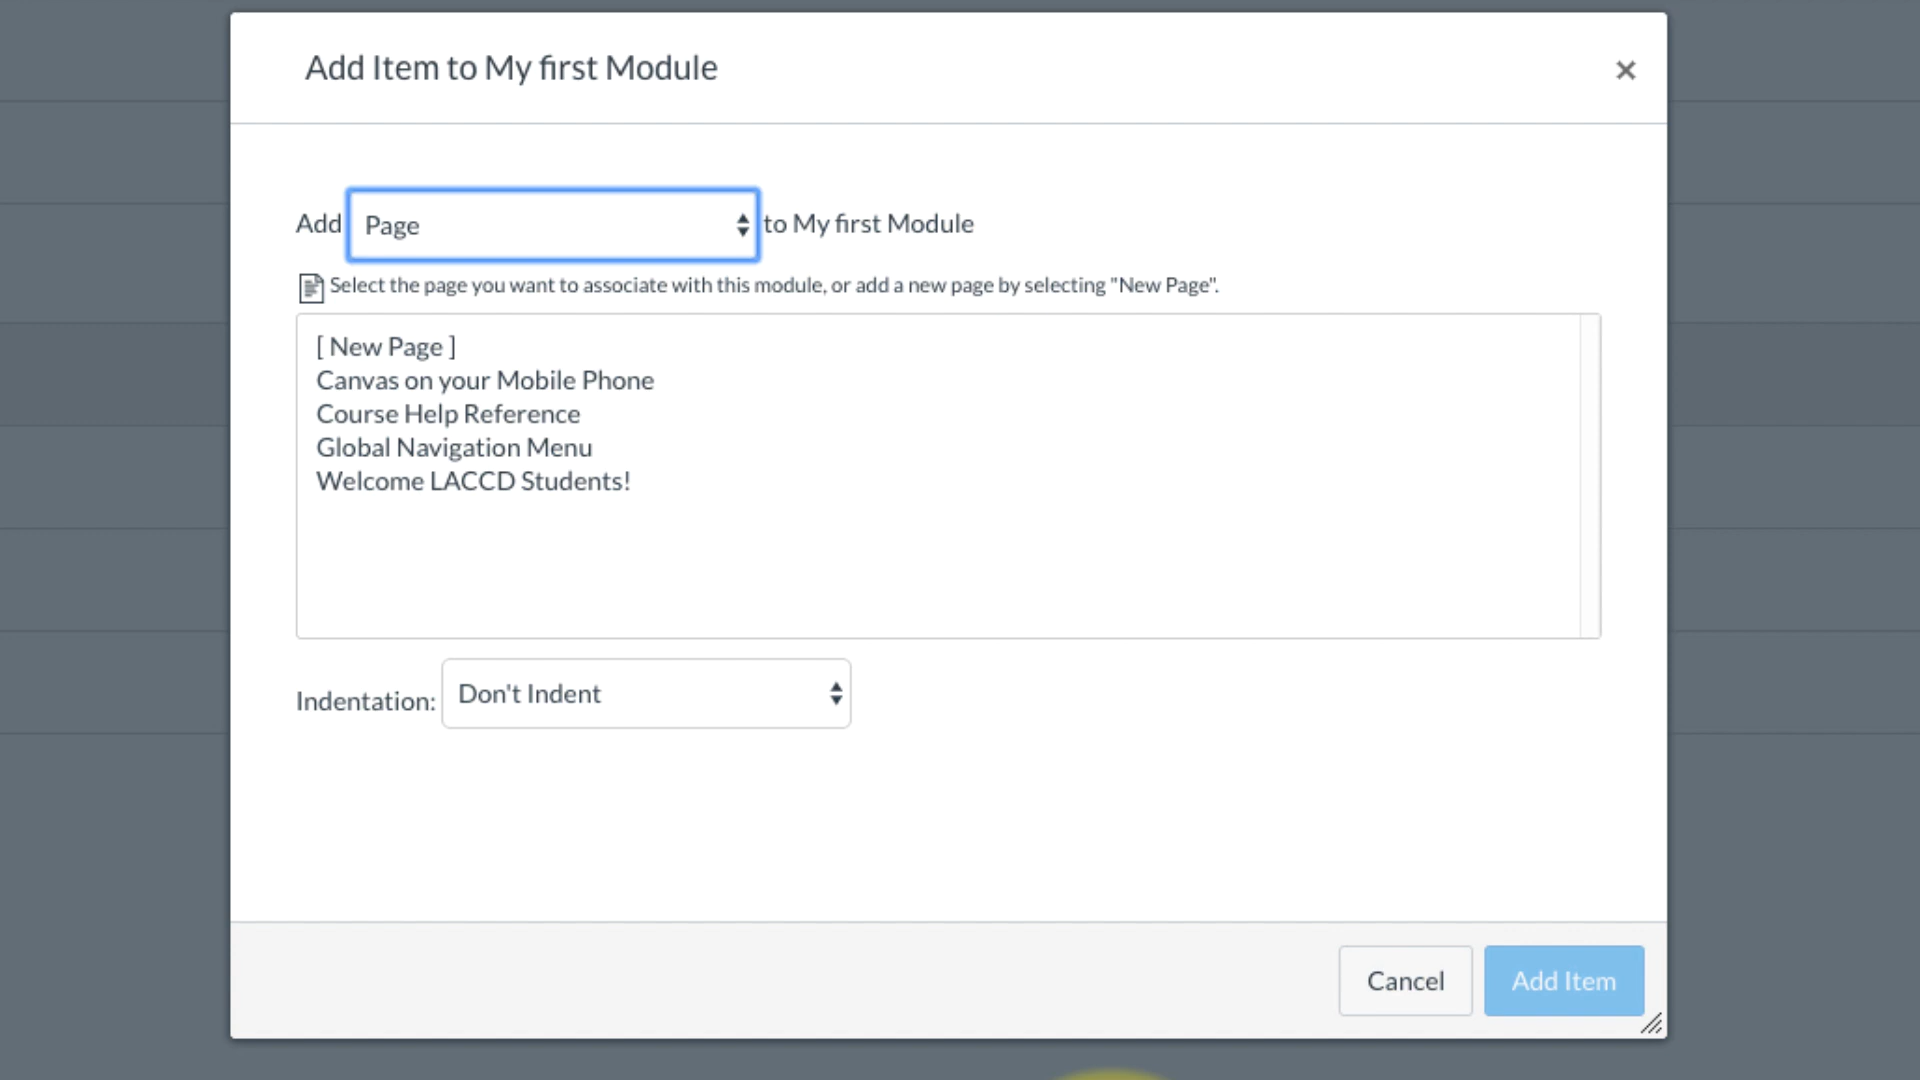 Add Item to My first Module
Add Page to My first Module
Select the page you want to associate with this module, or add a new page by selecting "New Page".
[ New Page ]
Canvas on your Mobile Phone
Course Help Reference
Global Navigation Menu
Welcome LACCD Students!
Indentation: Don't Indent
Cancel Add Item